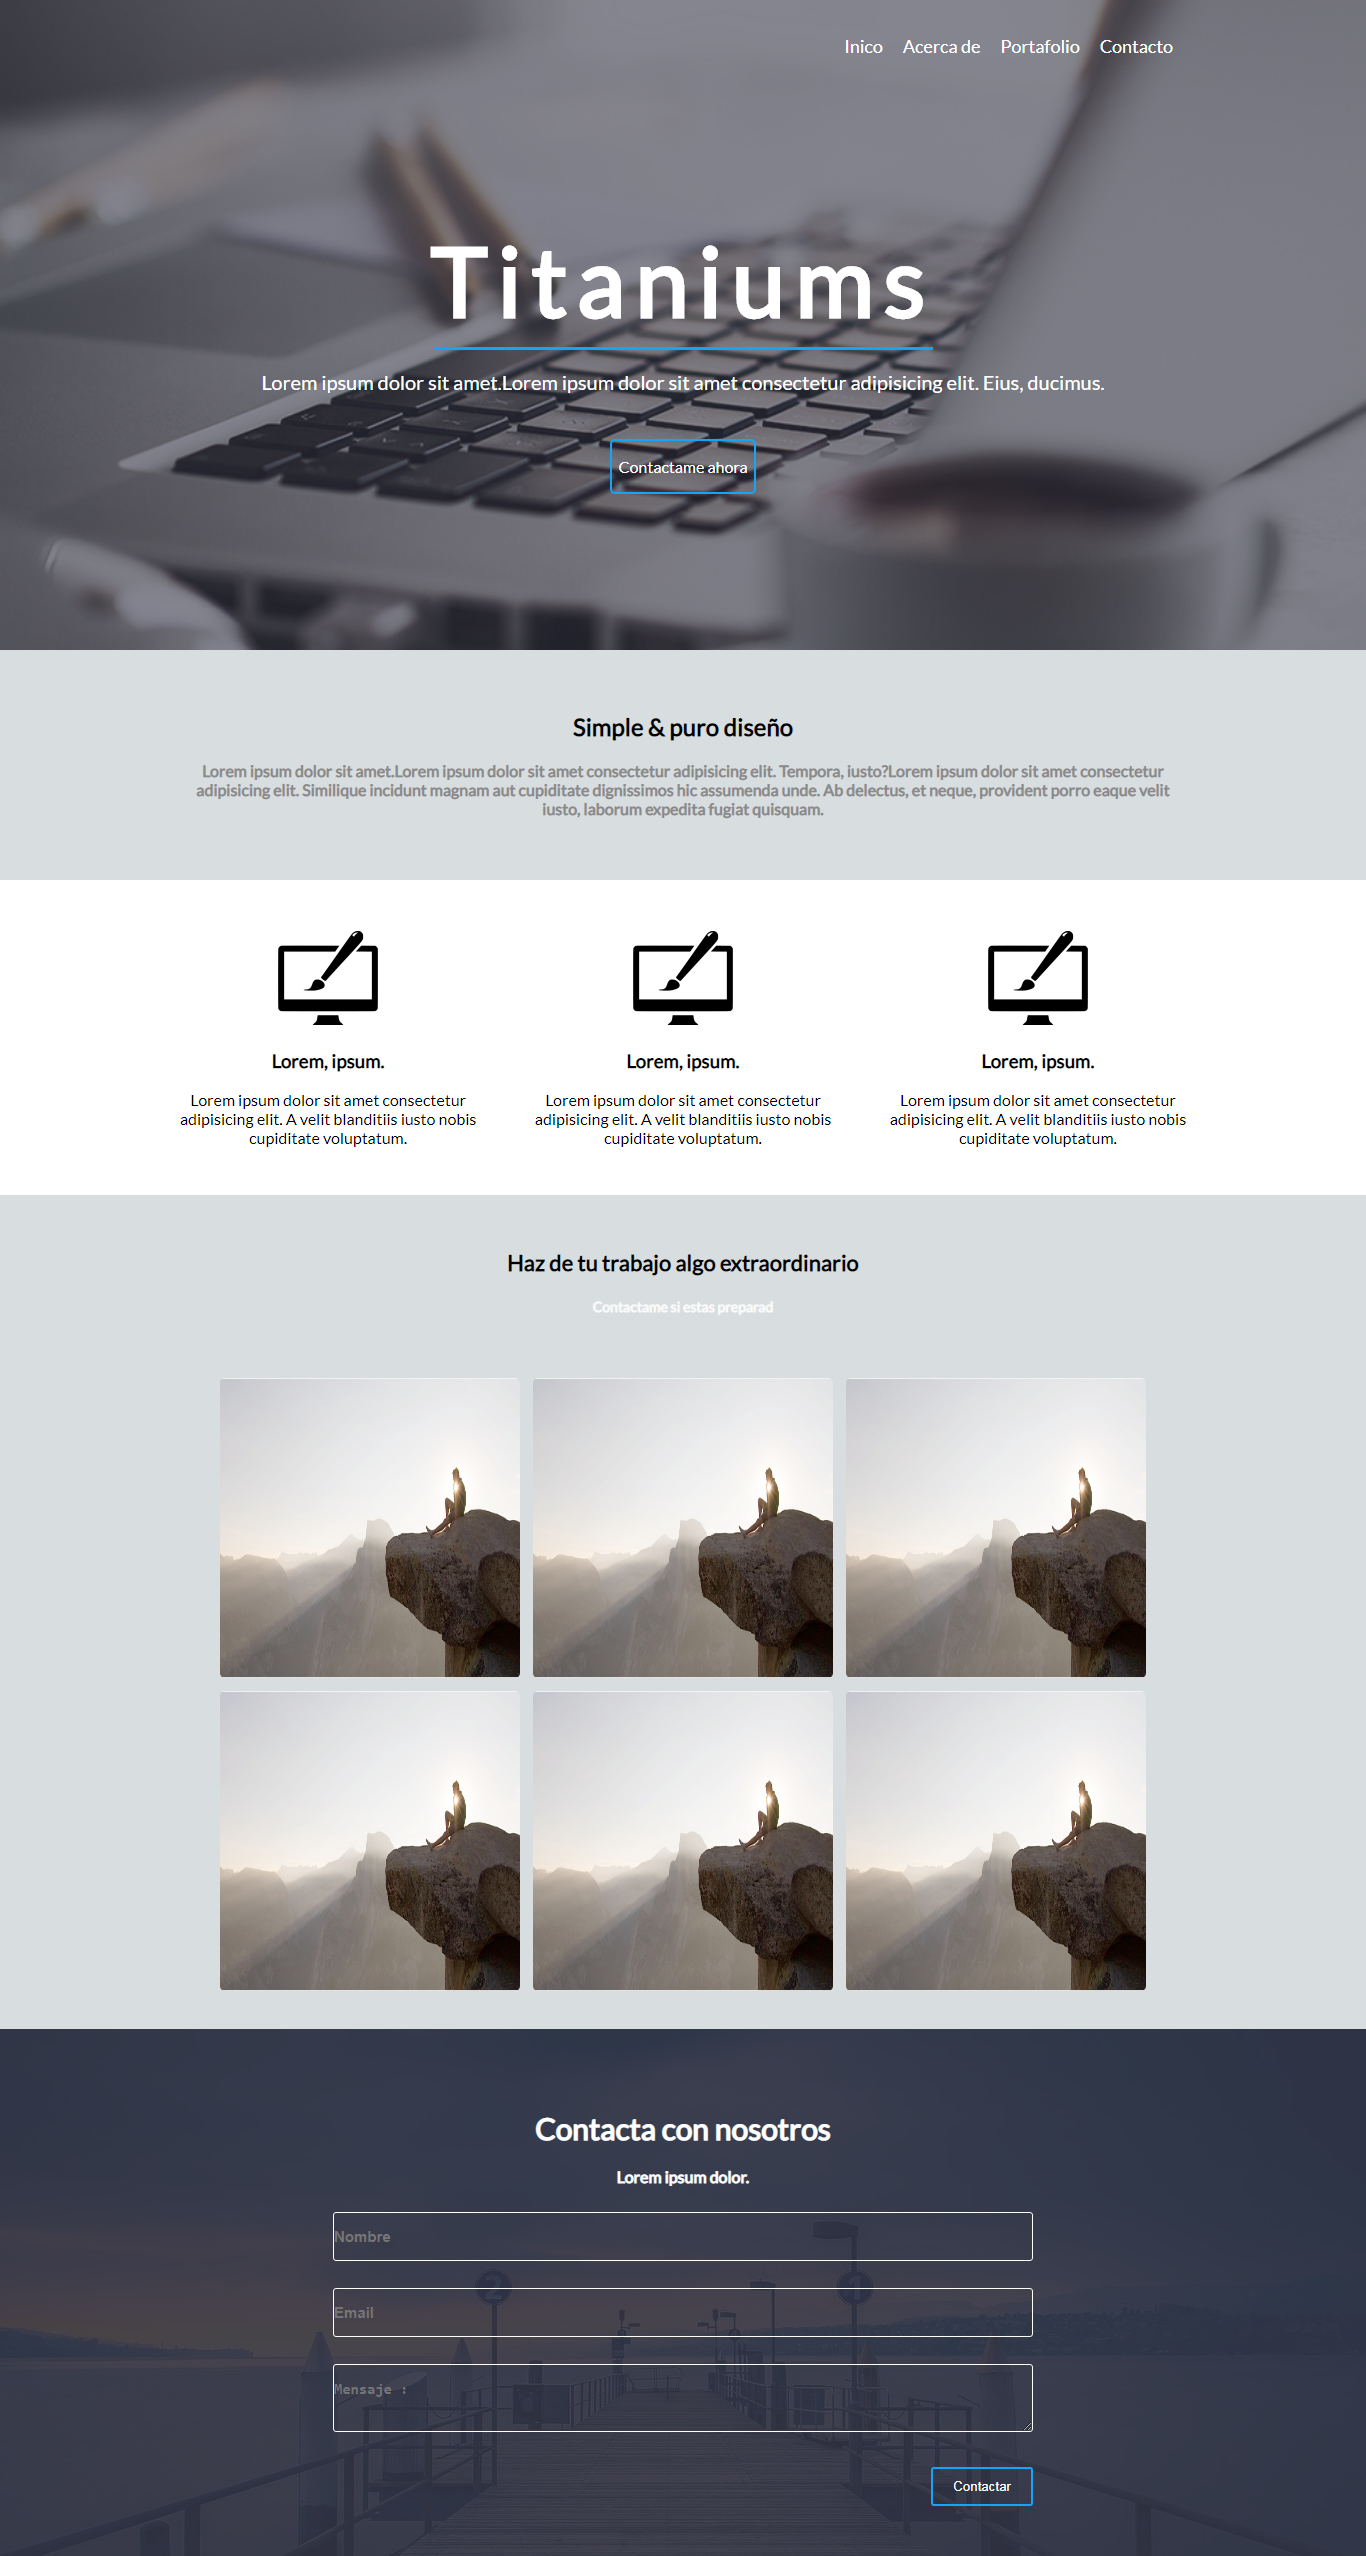 Inico Acerca de Portafolio Contacto
Titaniums
Lorem ipsum dolor sit amet.Lorem ipsum dolor sit amet consectetur adipisicing elit. Eius, ducimus.
Contactame ahora
Simple & puro diseño
Lorem ipsum dolor sit amet.Lorem ipsum dolor sit amet consectetur adipisicing elit. Tempora, iusto?Lorem ipsum dolor sit amet consectetur
adipisicing elit. Similique incidunt magnam aut cupiditate dignissimos hic assumenda unde. Ab delectus, et neque, provident porro eaque velit
iusto, laborum expedita fugiat quisquam.
Lorem, ipsum.
Lorem ipsum dolor sit amet consectetur
adipisicing elit. A velit blanditiis iusto nobis
cupiditate voluptatum.
Lorem, ipsum.
Lorem ipsum dolor sit amet consectetur
adipisicing elit. A velit blanditiis iusto nobis
cupiditate voluptatum.
Lorem, ipsum.
Lorem ipsum dolor sit amet consectetur
adipisicing elit. A velit blanditiis iusto nobis
cupiditate voluptatum.
Haz de tu trabajo algo extraordinario
Contactame si estas preparad
Contacta con nosotros
Lorem ipsum dolor.
Nombre
2 1
Email
Mensaje :
Contactar